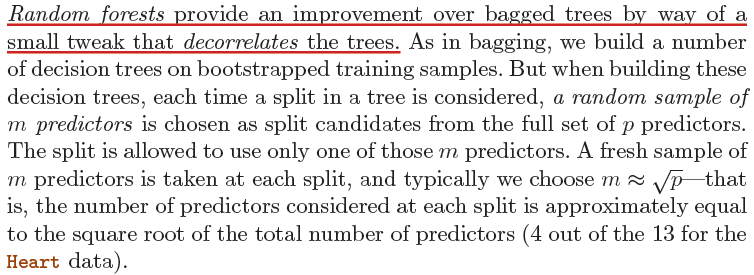 Random forests provide an improvement over bagged trees by way of a
small tweak that decorrelates the trees. As in bagging, we build a number
of decision trees on bootstrapped training samples. But when building these
decision trees, each time a split in a tree is considered, a random sample of
m predictors is chosen as split candidates from the full set of p predictors.
The split is allowed to use only one of those m predictors. A fresh sample of
m predictors is taken at each split, and typically we choose m ≈ √p—that
is, the number of predictors considered at each split is approximately equal
to the square root of the total number of predictors (4 out of the 13 for the
Heart data).